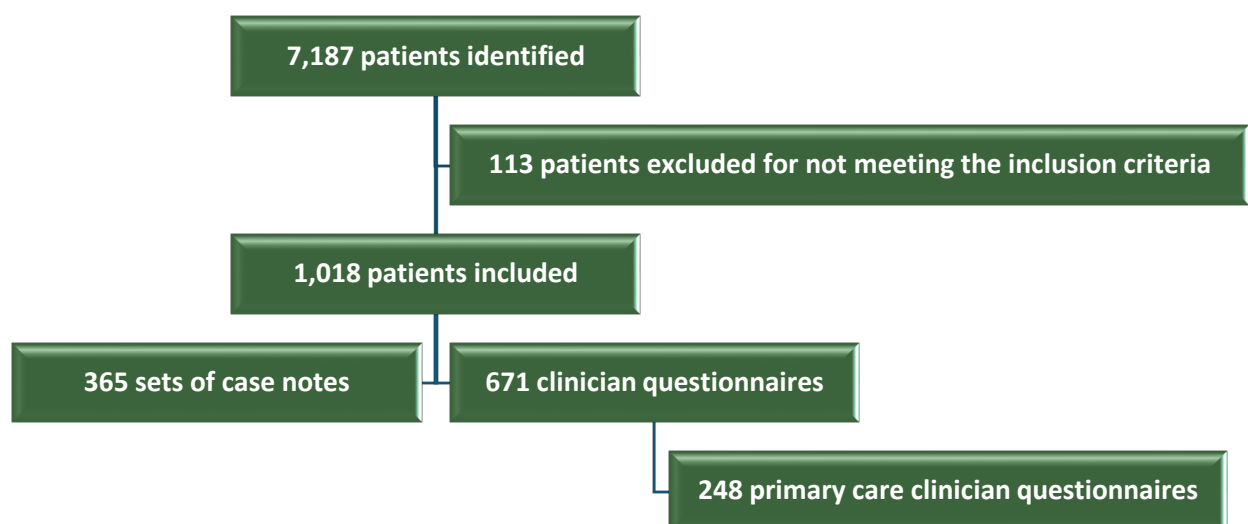 7,187 patients identified
113 patients excluded for not meeting the inclusion criteria
1,018 patients included
365 sets of case notes
671 clinician questionnaires
248 primary care clinician questionnaires